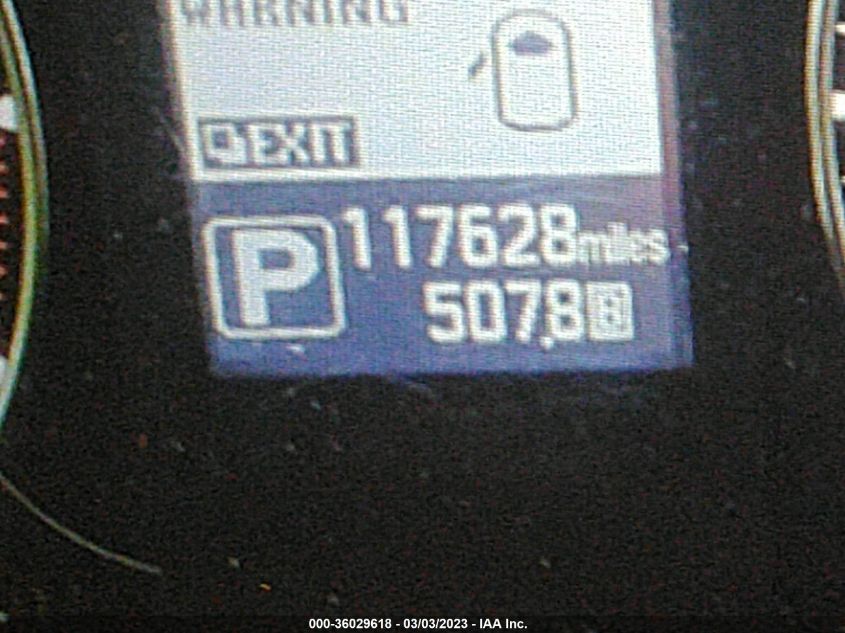 WARNING
EXIT
P 117628 miles
507.8 B
000-36029618 - 03/03/2023 - IAA Inc.